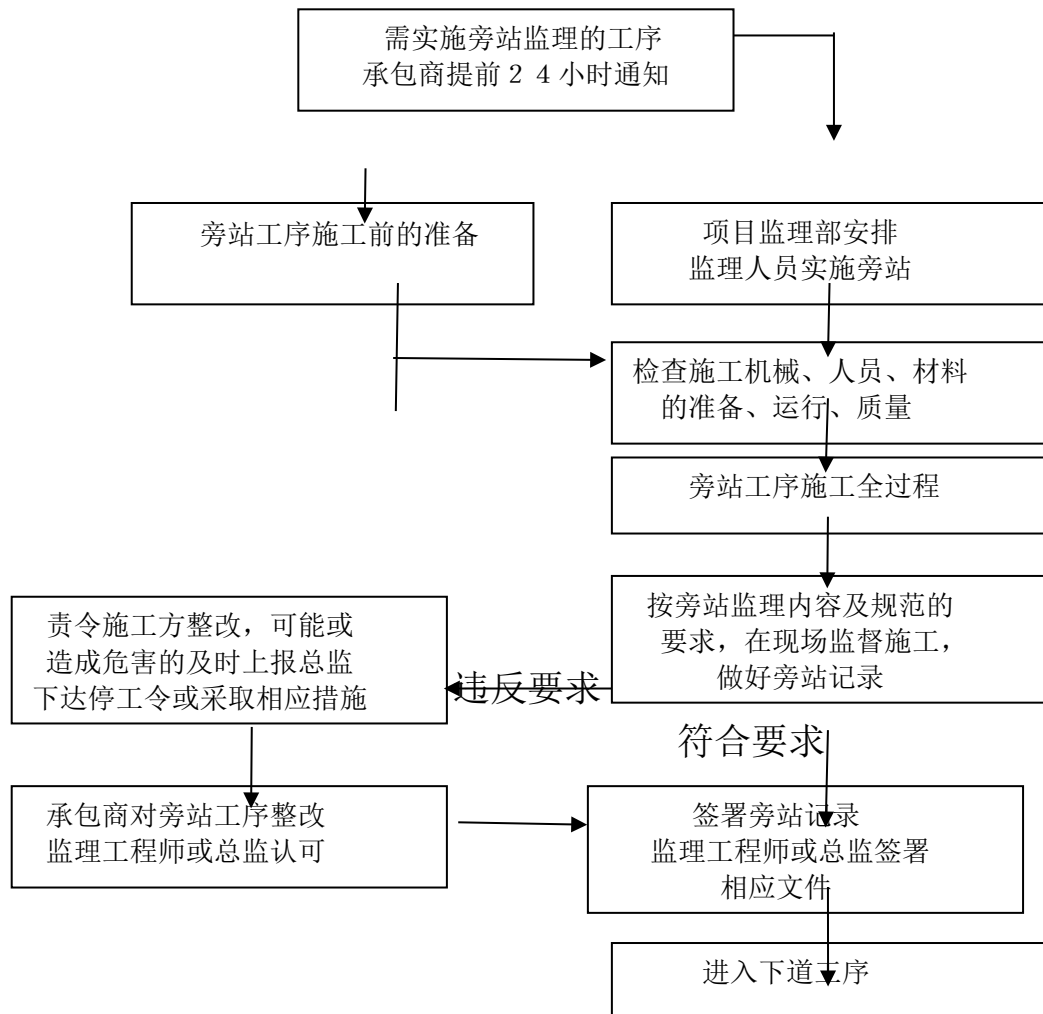 需实施旁站监理的工序
承包商提前２４小时通知
旁站工序施工前的准备
项目监理部安排
监理人员实施旁站
检查施工机械、人员、材料
的准备、运行、质量
旁站工序施工全过程
按旁站监理内容及规范的
要求，在现场监督施工，
做好旁站记录
责令施工方整改，可能或
造成危害的及时上报总监
下达停工令或采取相应措施
违反要求
符合要求
承包商对旁站工序整改
监理工程师或总监认可
签署旁站记录
监理工程师或总监签署
相应文件
进入下道工序